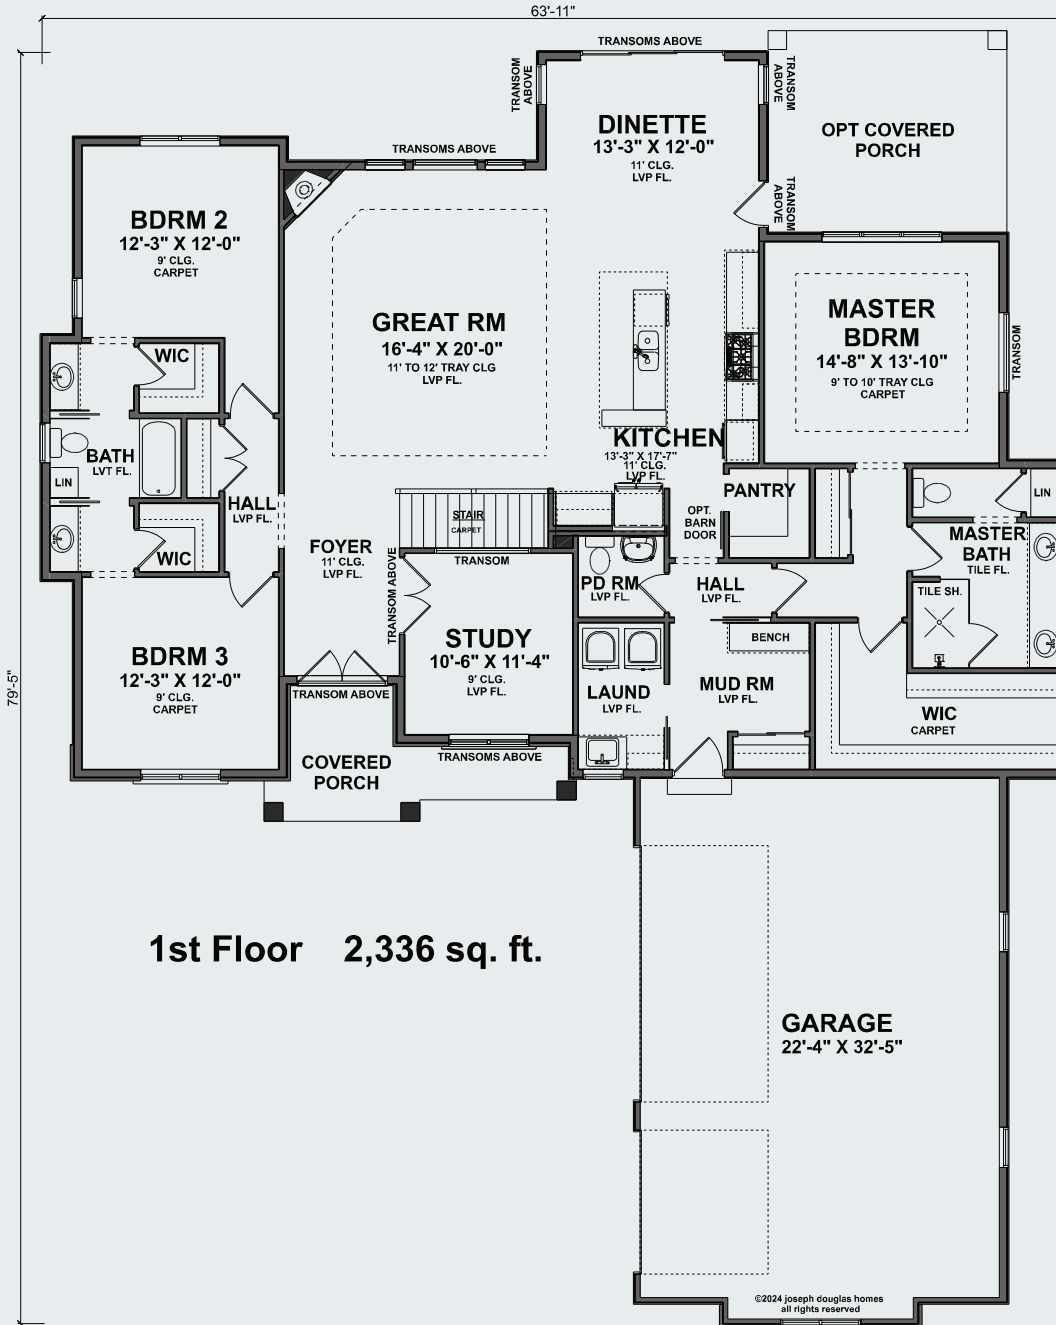 63'-11"
TRANSOMS ABOVE
TRANSOM
ABOVE
TRANSOM
ABOVE
DINETTE
13'-3" X 12'-0"
11' CLG.
LVP FL.
OPT COVERED
PORCH
TRANSOMS ABOVE
TRANSOM
ABOVE
BDRM 2
12'-3" X 12'-0"
9' CLG.
CARPET
GREAT RM
16'-4" X 20'-0"
11' TO 12' TRAY CLG
LVP FL.
MASTER
BDRM
14'-8" X 13'-10"
9' TO 10' TRAY CLG
CARPET
TRANSOM
WIC
KITCHEN
13'-3" X 17'-7"
11' CLG.
LVP FL.
BATH
LVT FL.
LIN
HALL
LVP FL.
STAIR
CARPET
OPT.
BARN
DOOR
PANTRY
LIN
WIC
FOYER
11' CLG.
LVP FL.
TRANSOM ABOVE
TRANSOM
MASTER
BATH
TILE FL.
TILE SH.
PD RM
LVP FL.
HALL
LVP FL.
BDRM 3
12'-3" X 12'-0"
9' CLG.
CARPET
STUDY
10'-6" X 11'-4"
9' CLG.
LVP FL.
BENCH
LAUND
LVP FL.
MUD RM
LVP FL.
79'-5"
TRANSOM ABOVE
WIC
CARPET
COVERED
PORCH
TRANSOMS ABOVE
1st Floor 2,336 sq. ft.
GARAGE
22'-4" X 32'-5"
©2024 joseph douglas homes
all rights reserved